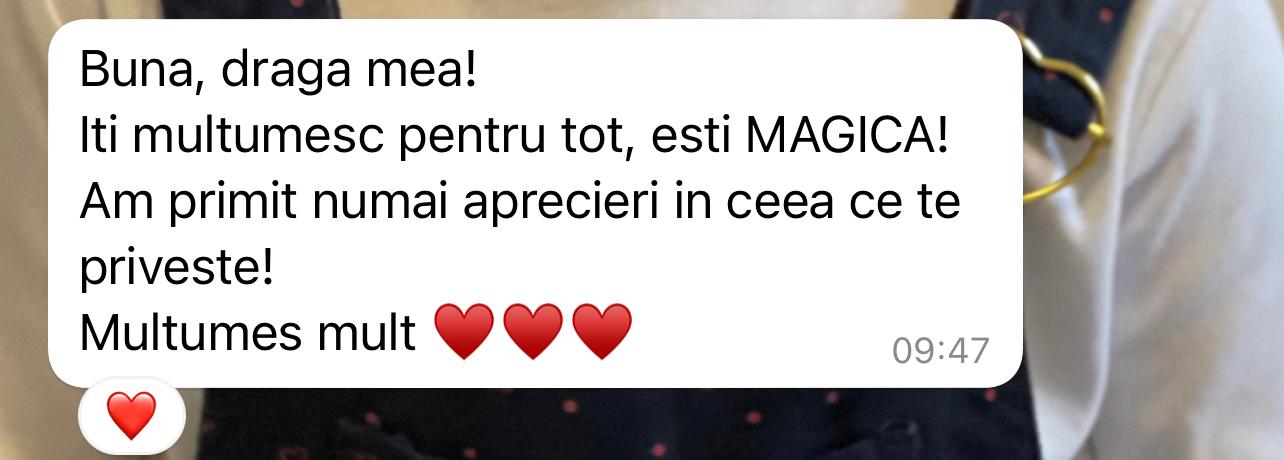 Buna, draga mea!
Iti multumesc pentru tot, esti MAGICA!
Am primit numai aprecieri in ceea ce te
priveste!
Multumes mult ♥️♥️♥️
09:47
❤️